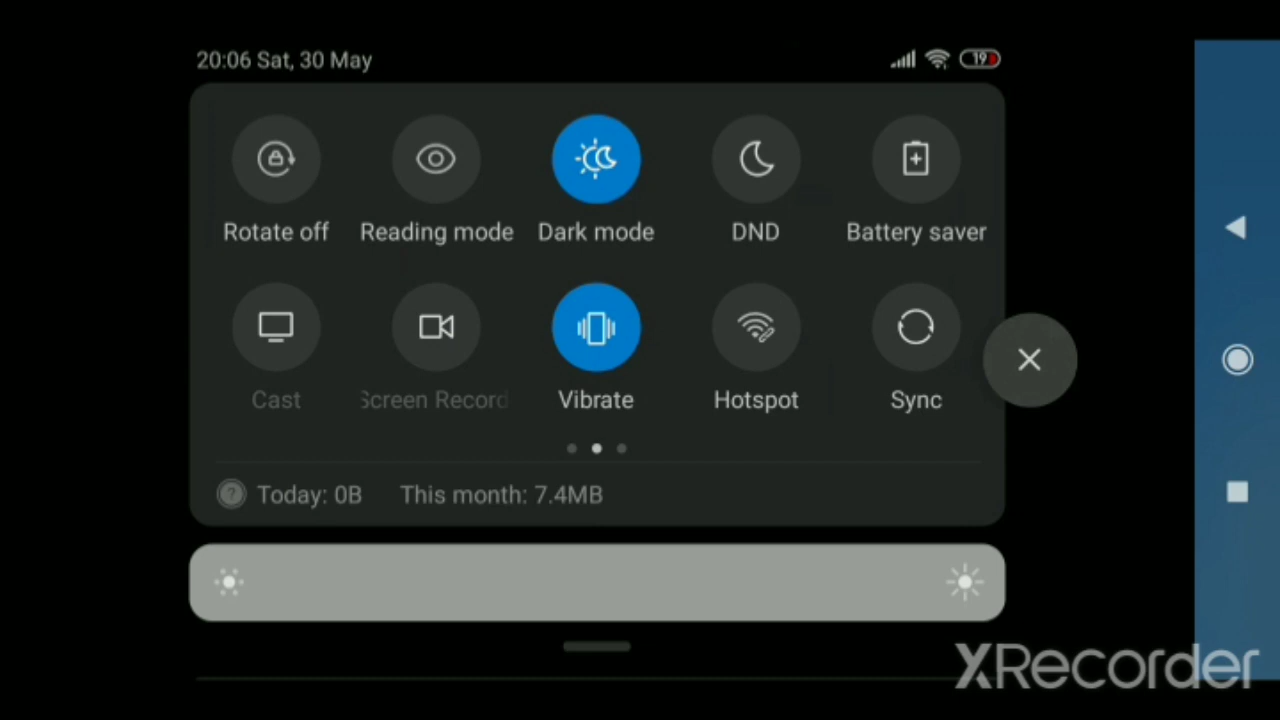 20:06 Sat, 30 May 19
Rotate off Reading mode Dark mode DND Battery saver
Cast Screen Record Vibrate Hotspot Sync
? Today: 0B This month: 7.4MB
XRecorder